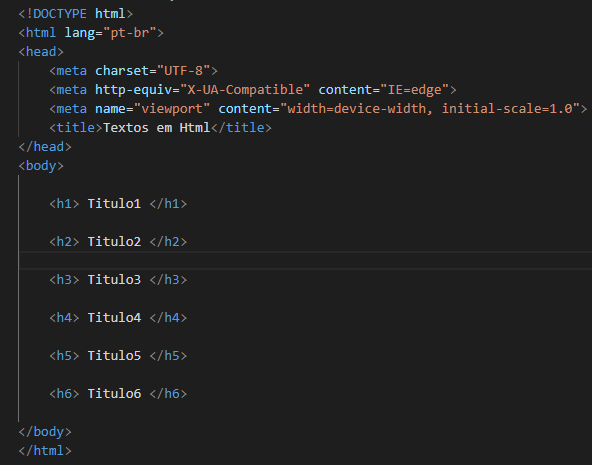 <!DOCTYPE html>
<html lang="pt-br">
<head>
    <meta charset="UTF-8">
    <meta http-equiv="X-UA-Compatible" content="IE=edge">
    <meta name="viewport" content="width=device-width, initial-scale=1.0">
    <title>Textos em Html</title>
</head>
<body>
    <h1> Titulo1 </h1>
    <h2> Titulo2 </h2>
    <h3> Titulo3 </h3>
    <h4> Titulo4 </h4>
    <h5> Titulo5 </h5>
    <h6> Titulo6 </h6>
</body>
</html>